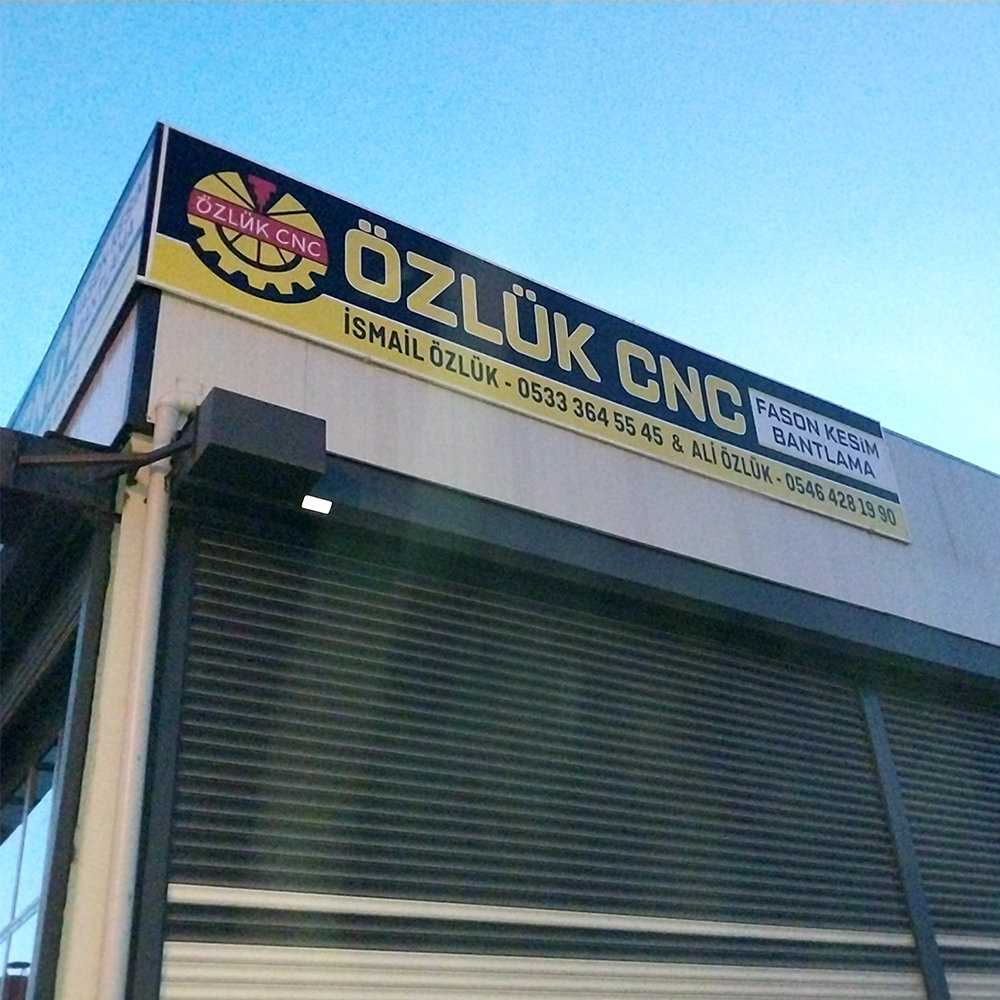 ÖZLÜK CNC
ÖZLÜK CNC
FASON KESİM
BANTLAMA
İSMAİL ÖZLÜK - 0533 364 55 45 & ALİ ÖZLÜK - 0546 428 19 90